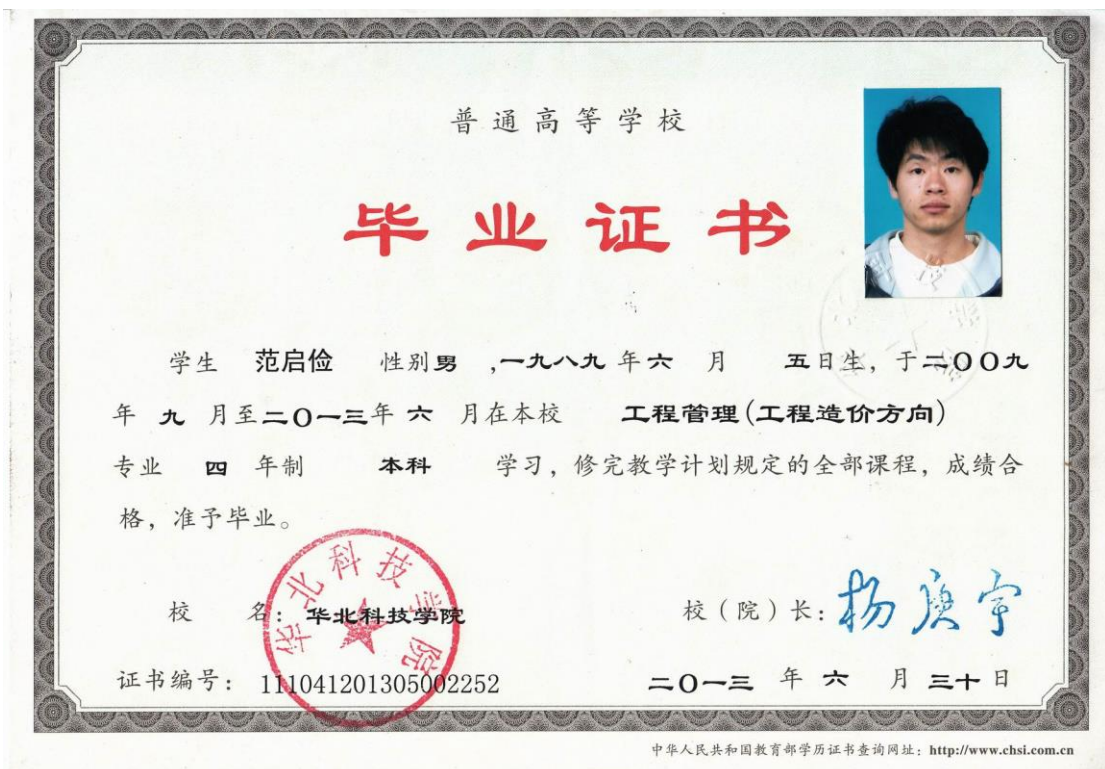 普通高等学校
毕业证书
学生 范启俭 性别男 ,一九八九年六月 五日生，于二〇〇九
年九月至二〇一三年六月在本校 工程管理(工程造价方向)
专业 四 年制 本科 学习，修完教学计划规定的全部课程，成绩合
格，准予毕业。
华北科技学院
校 名：华北科技学院
校（院）长：杨庚宇
证书编号：111041201305002252
二〇一三 年 六 月 三十日
中华人民共和国教育部学历证书查询网址：http://www.chsi.com.cn